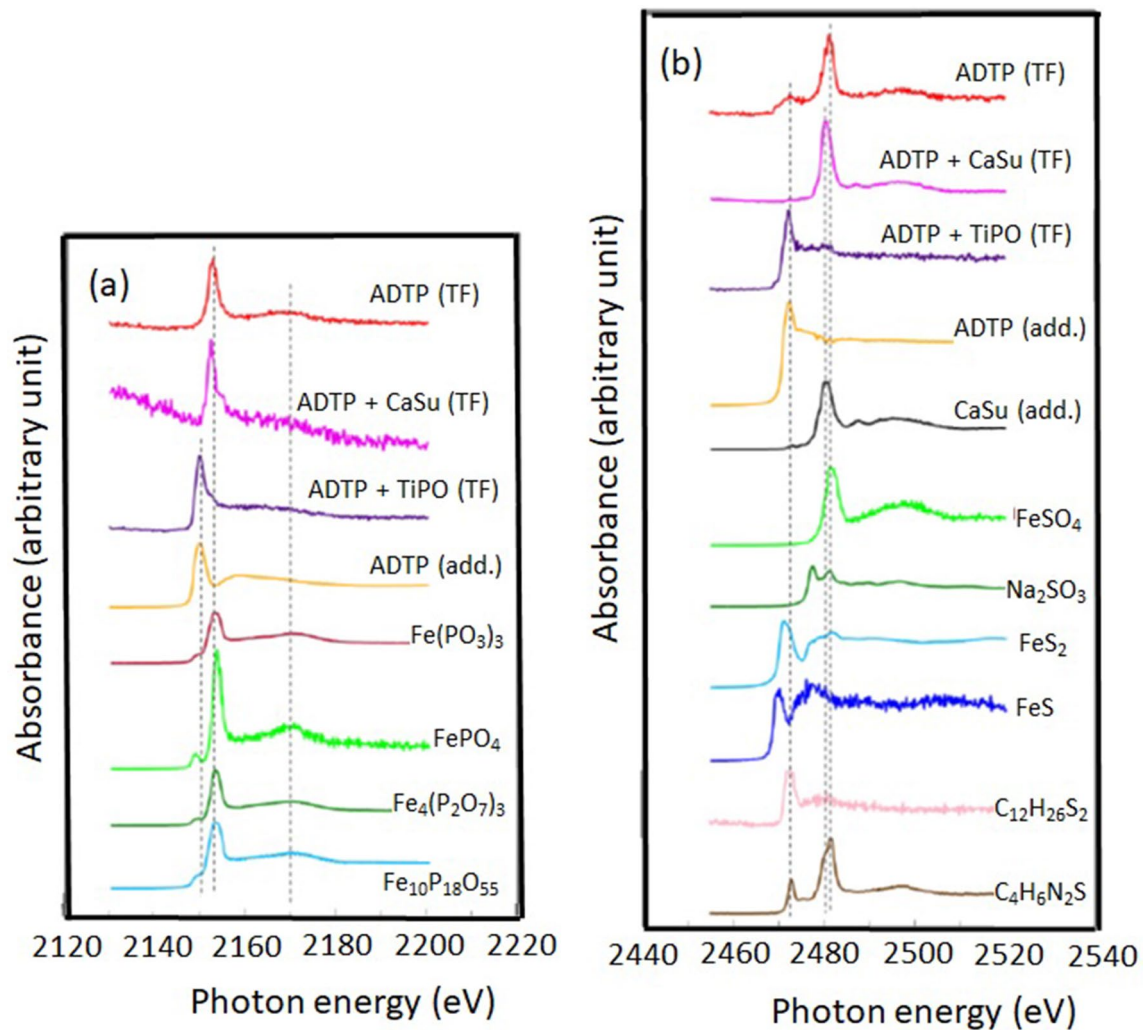 (a)
ADTP (TF)
ADTP + CaSu (TF)
ADTP + TiPO (TF)
ADTP (add.)
Fe(PO₃)₃
FePO₄
Fe₄(P₂O₇)₃
Fe₁₀P₁₈O₅₅
Absorbance (arbitrary unit)
2120 2140 2160 2180 2200 2220
Photon energy (eV)
(b)
ADTP (TF)
ADTP + CaSu (TF)
ADTP + TiPO (TF)
ADTP (add.)
CaSu (add.)
FeSO₄
Na₂SO₃
FeS₂
FeS
C₁₂H₂₆S₂
C₄H₆N₂S
Absorbance (arbitrary unit)
2440 2460 2480 2500 2520 2540
Photon energy (eV)